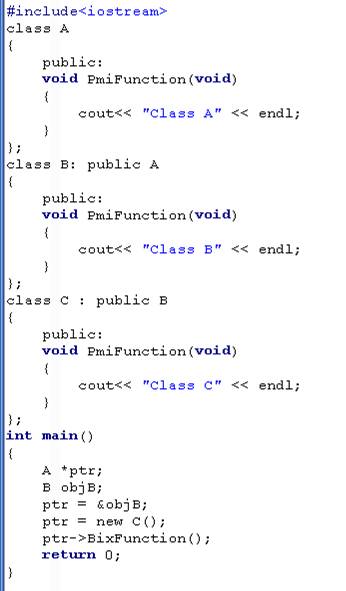 #include<iostream>
class A
{
    public:
    void PmiFunction(void)
    {
        cout<< "Class A" << endl;
    }
};
class B: public A
{
    public:
    void PmiFunction(void)
    {
        cout<< "Class B" << endl;
    }
};
class C : public B
{
    public:
    void PmiFunction(void)
    {
        cout<< "Class C" << endl;
    }
};
int main()
{
    A *ptr;
    B objB;
    ptr = &objB;
    ptr = new C();
    ptr->BixFunction();
    return 0;
}